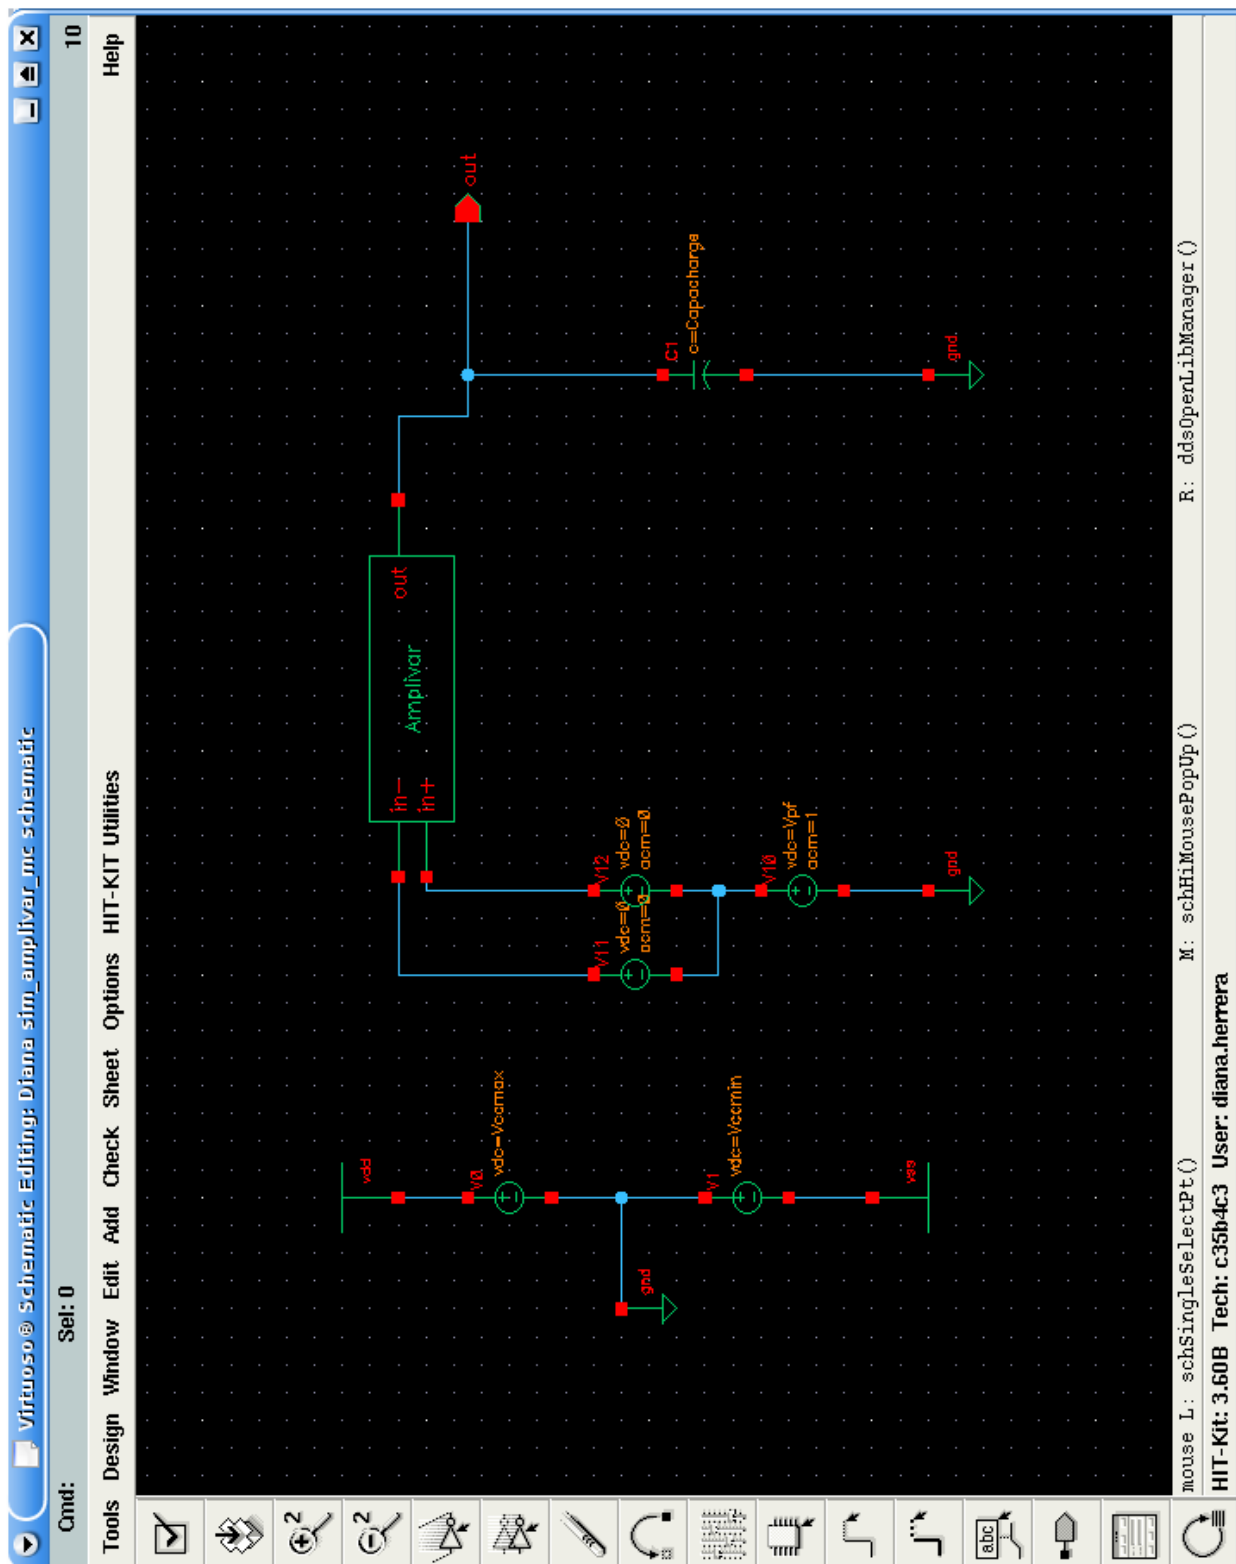 Virtuoso® Schematic Editing: Diana sim_amplivar_mc schematic
Cmd: Sel: 0 10
Tools Design Window Edit Add Check Sheet Options HIT-KIT Utilities Help
vdd
V0
vdc=Vccmax
gnd
V1
vdc=Vccmin
vss
in−
in+
Amplivar
out
out
V11
vdc=0
acm=0
V12
vdc=0
acm=0
V10
vdc=Vpf
acm=1
gnd
C1
c=Capacharge
gnd
abc
mouse L: schSingleSelectPt() M: schHiMousePopUp() R: ddsOpenLibManager()
HIT-Kit: 3.60B Tech: c35b4c3 User: diana.herrera